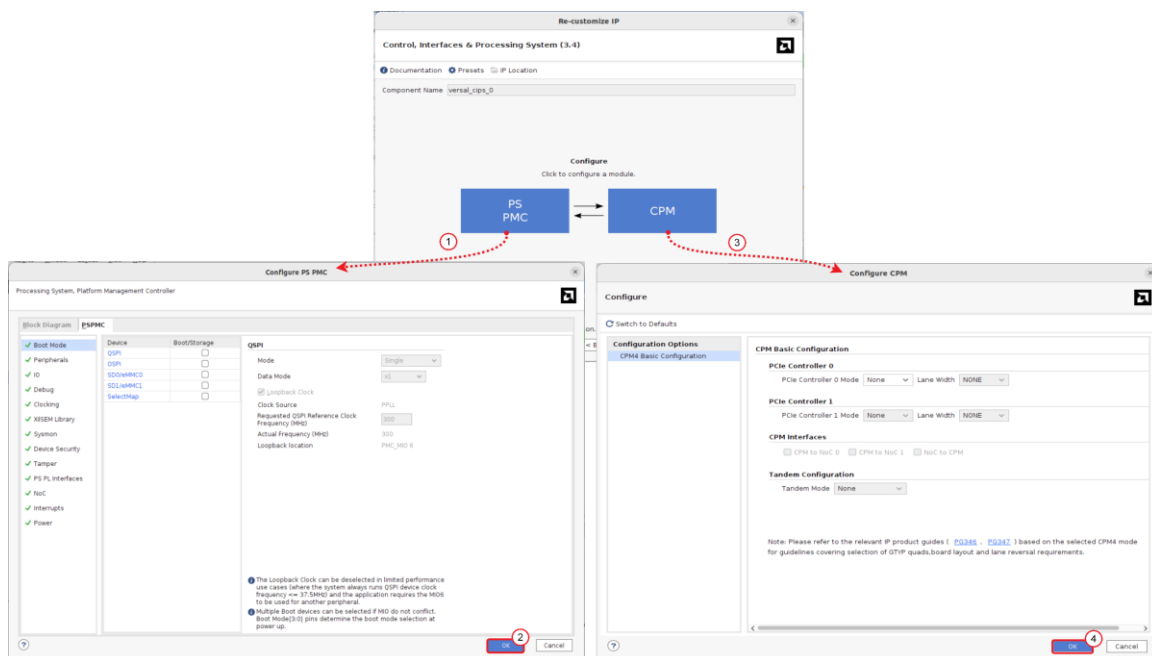 Re-customize IP
Control, Interfaces & Processing System (3.4)
Documentation Presets IP Location
Component Name versal_cips_0
Configure
Click to configure a module.
PS
PMC
CPM
1
3
Configure PS PMC
Processing System, Platform Management Controller
Block Diagram PSPMC
Boot Mode
Peripherals
IO
Debug
Clocking
XilSEM Library
Sysmon
Device Security
Tamper
PS PL Interfaces
NoC
Interrupts
Power
Device Boot/Storage
QSPI
OSPI
SD0/eMMC0
SD1/eMMC1
SelectMap
QSPI
Mode Single
Data Mode x1
Loopback Clock
Clock Source PPLL
Requested QSPI Reference Clock
Frequency (MHz) 300
Actual Frequency (MHz) 300
Loopback location PMC_MIO 6
The Loopback Clock can be deselected in limited performance
use cases (where the system always runs QSPI device clock
frequency <= 37.5MHz) and the application requires the MIO6
to be used for another peripheral.
Multiple Boot devices can be selected if MIO do not conflict.
Boot Mode[3:0] pins determine the boot mode selection at
power up.
2
OK Cancel
on.
< B
Configure CPM
Configure
Switch to Defaults
Configuration Options
CPM4 Basic Configuration
CPM Basic Configuration
PCIe Controller 0
PCIe Controller 0 Mode None Lane Width NONE
PCIe Controller 1
PCIe Controller 1 Mode None Lane Width NONE
CPM Interfaces
CPM to NoC 0 CPM to NoC 1 NoC to CPM
Tandem Configuration
Tandem Mode None
Note: Please refer to the relevant IP product guides ( PG346 , PG347 ) based on the selected CPM4 mode
for guidelines covering selection of GTYP quads,board layout and lane reversal requirements.
4
OK Cancel